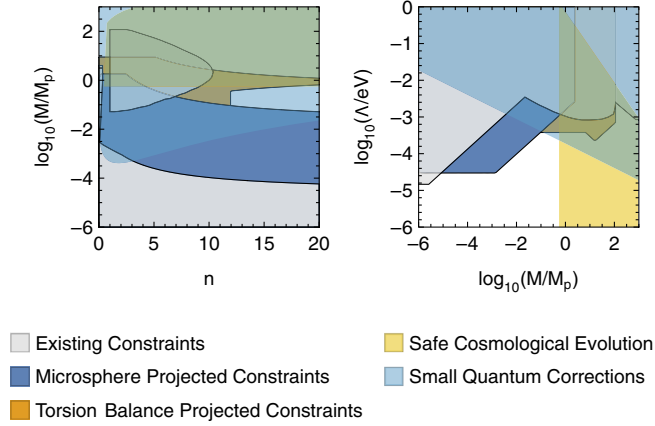 6
4
2
0
−2
−4
−6
0
5
10
15
20
log10(M/Mp)
n
0
−1
−2
−3
−4
−5
−6
−6
−4
−2
0
2
log10(Λ/eV)
log10(M/Mp)
Existing Constraints
Microsphere Projected Constraints
Torsion Balance Projected Constraints
Safe Cosmological Evolution
Small Quantum Corrections